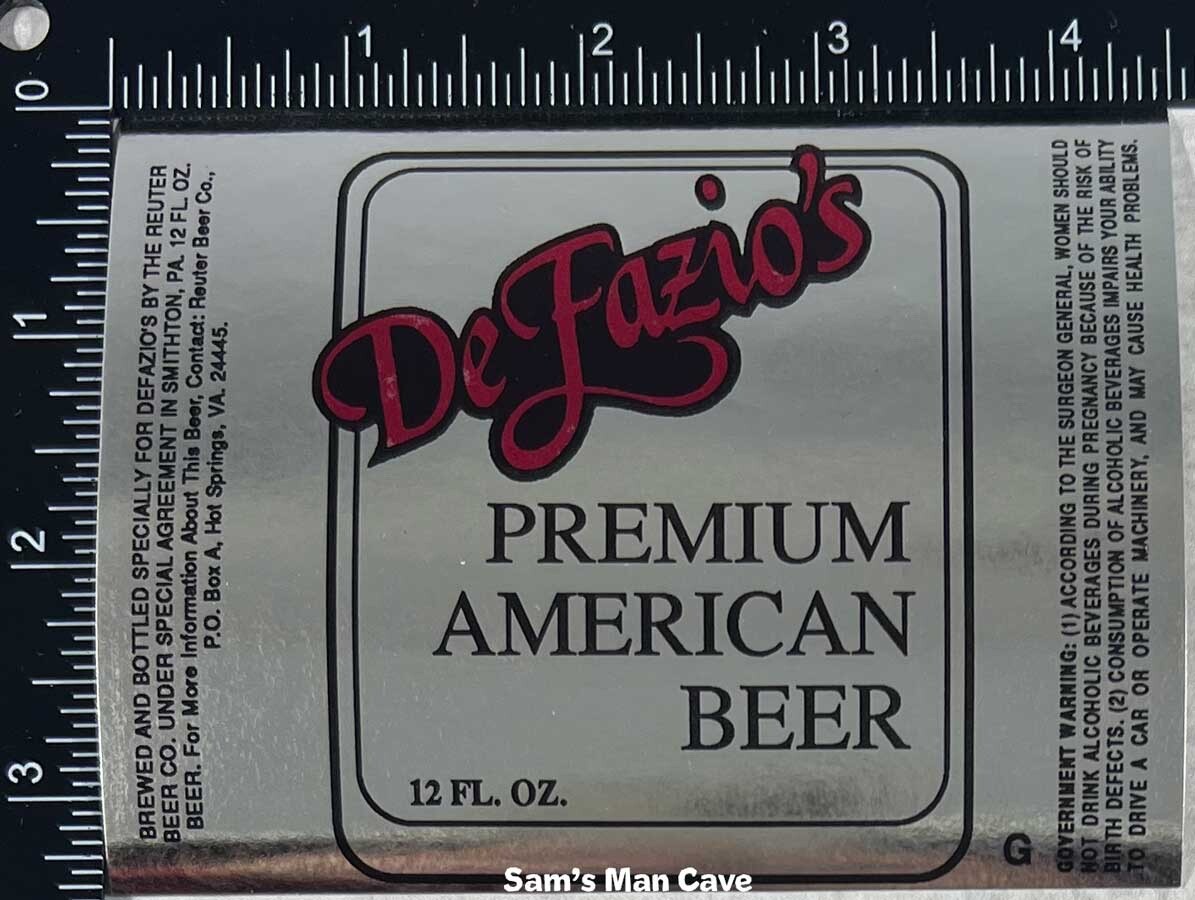 0 1 2 3 4
1
2
3
BREWED AND BOTTLED SPECIALLY FOR DEFAZIO'S BY THE REUTER
BEER CO. UNDER SPECIAL AGREEMENT IN SMITHTON, PA. 12 FL OZ.
BEER. For More Information About This Beer, Contact: Reuter Beer Co.,
P.O. Box A, Hot Springs, VA. 24445.
DeFazio's
PREMIUM
AMERICAN
BEER
12 FL. OZ.
G
GOVERNMENT WARNING: (1) ACCORDING TO THE SURGEON GENERAL, WOMEN SHOULD
NOT DRINK ALCOHOLIC BEVERAGES DURING PREGNANCY BECAUSE OF THE RISK OF
BIRTH DEFECTS. (2) CONSUMPTION OF ALCOHOLIC BEVERAGES IMPAIRS YOUR ABILITY
TO DRIVE A CAR OR OPERATE MACHINERY, AND MAY CAUSE HEALTH PROBLEMS.
Sam's Man Cave